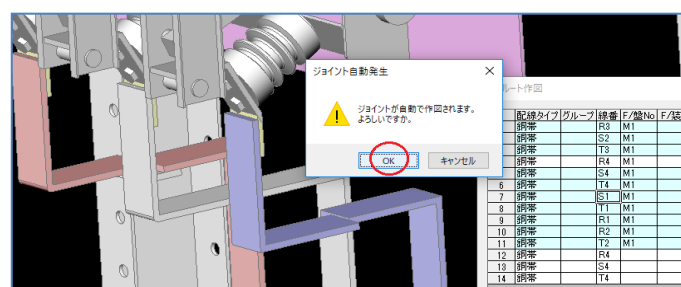 ジョイント自動発生
ジョイントが自動で作図されます。
よろしいですか。
OK キャンセル
ート作図
配線タイプ グループ 線番 F/盤No F/装
銅帯 R3 M1
銅帯 S2 M1
銅帯 T3 M1
銅帯 R4 M1
銅帯 S4 M1
6 銅帯 T4 M1
7 銅帯 S1 M1
8 銅帯 T1 M1
9 銅帯 R1 M1
10 銅帯 R2 M1
11 銅帯 T2 M1
12 銅帯 R4
13 銅帯 S4
14 銅帯 T4